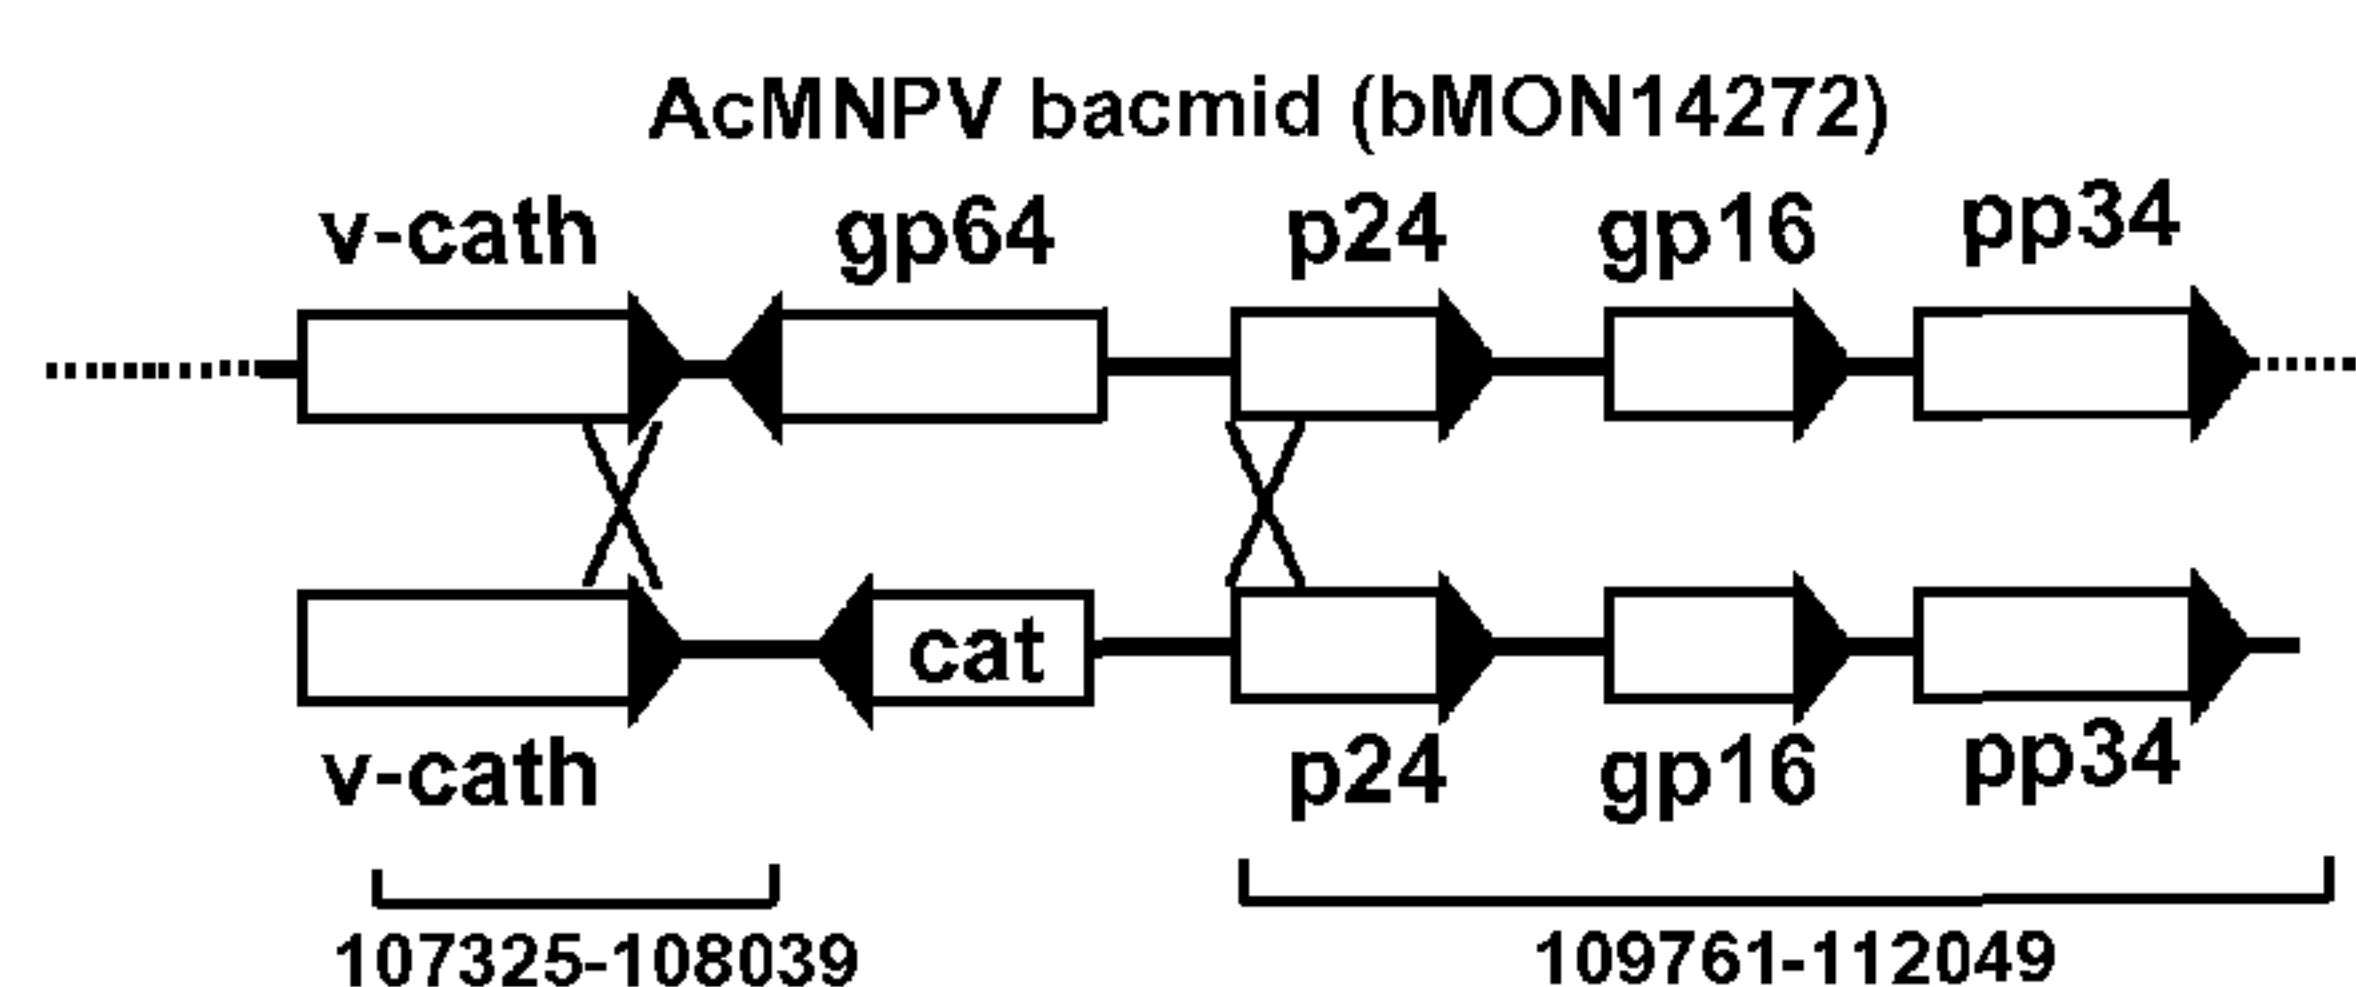 AcMNPV bacmid (bMON14272)
v-cath gp64 p24 gp16 pp34
cat
v-cath p24 gp16 pp34
107325-108039 109761-112049